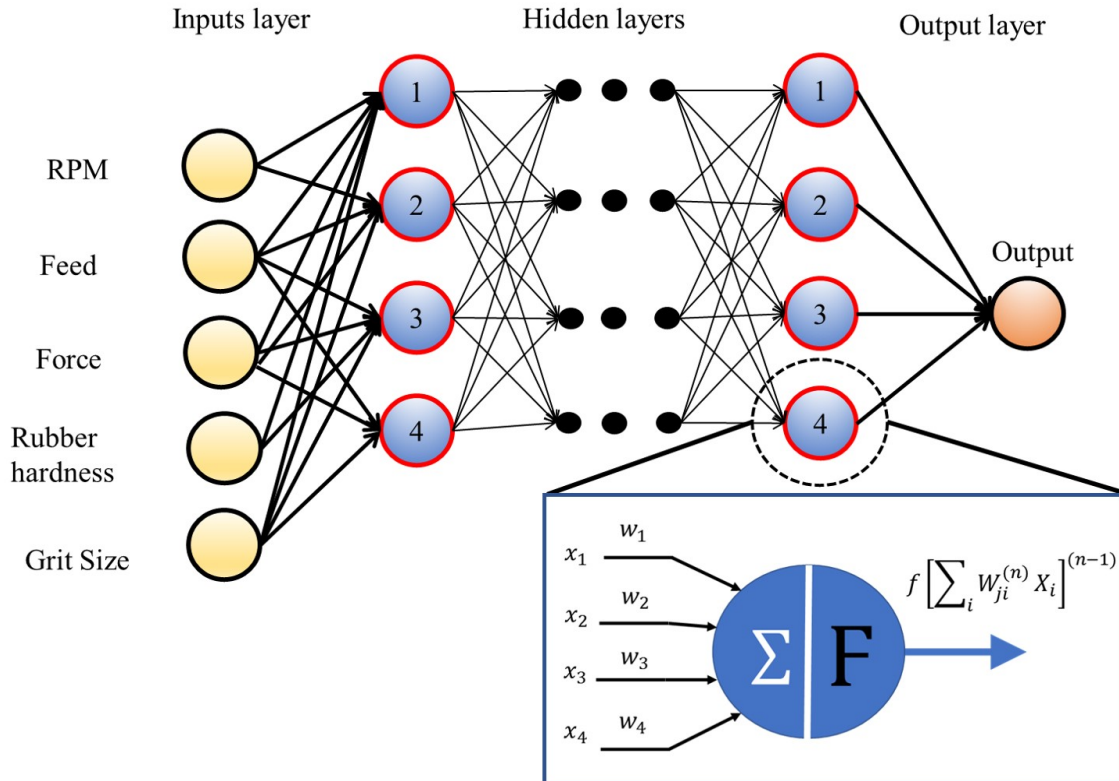 Inputs layer
Hidden layers
Output layer
RPM
Feed
Force
Rubber
hardness
Grit Size
1
2
3
4
1
2
3
4
Output
x₁ w₁
x₂ w₂
x₃ w₃
x₄ w₄
Σ F
f[∑ᵢ Wⱼᵢ⁽ⁿ⁾ Xᵢ]⁽ⁿ⁻¹⁾